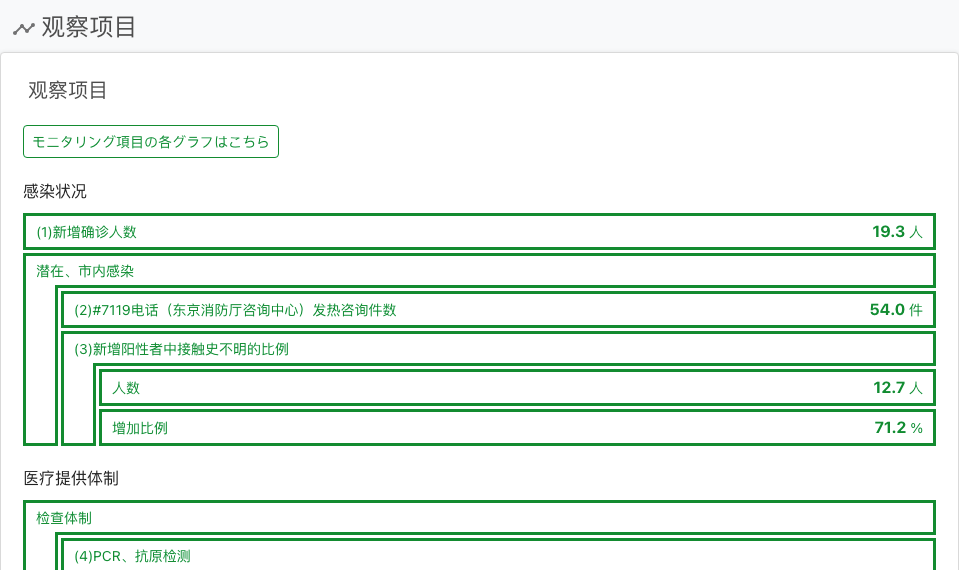 观察项目
观察项目
モニタリング項目の各グラフはこちら
感染状况
(1)新增确诊人数 19.3 人
潜在、市内感染
(2)#7119电话（东京消防厅咨询中心）发热咨询件数 54.0 件
(3)新增阳性者中接触史不明的比例
人数 12.7 人
增加比例 71.2 %
医疗提供体制
检查体制
(4)PCR、抗原检测